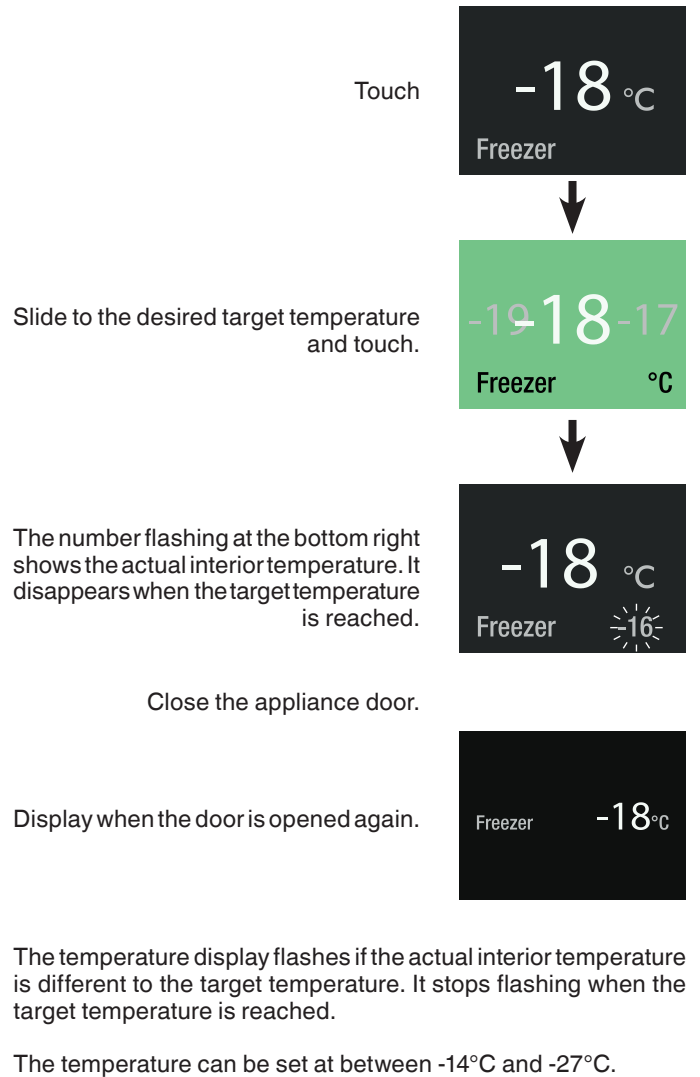 Touch
-18 °C
Freezer
Slide to the desired target temperature
and touch.
-19 -18 -17
Freezer °C
The number flashing at the bottom right
shows the actual interior temperature. It
disappears when the target temperature
is reached.
-18 °C
Freezer -16
Close the appliance door.
Display when the door is opened again.
Freezer -18°C
The temperature display flashes if the actual interior temperature
is different to the target temperature. It stops flashing when the
target temperature is reached.
The temperature can be set at between -14°C and -27°C.